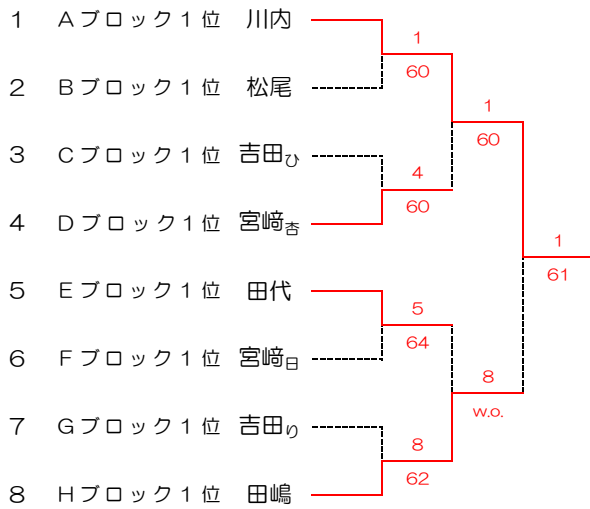 1 Aブロック1位 川内
2 Bブロック1位 松尾
3 Cブロック1位 吉田ひ
4 Dブロック1位 宮﨑杏
5 Eブロック1位 田代
6 Fブロック1位 宮﨑日
7 Gブロック1位 吉田り
8 Hブロック1位 田嶋
1
60
4
60
5
64
8
62
1
60
8
w.o.
1
61